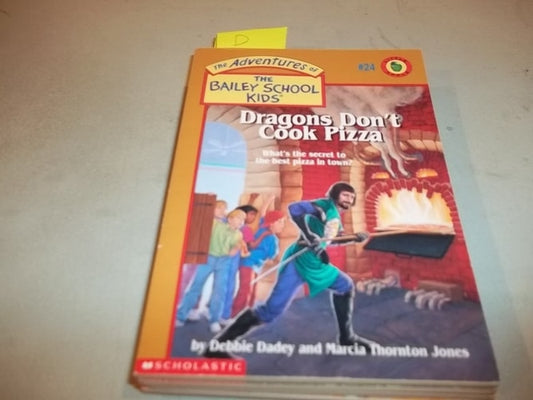 D
The Adventures of
THE
BAILEY SCHOOL
KIDS®
#24
Dragons Don't
Cook Pizza
What's the secret to
the best pizza in town?
by Debbie Dadey and Marcia Thornton Jones
SCHOLASTIC